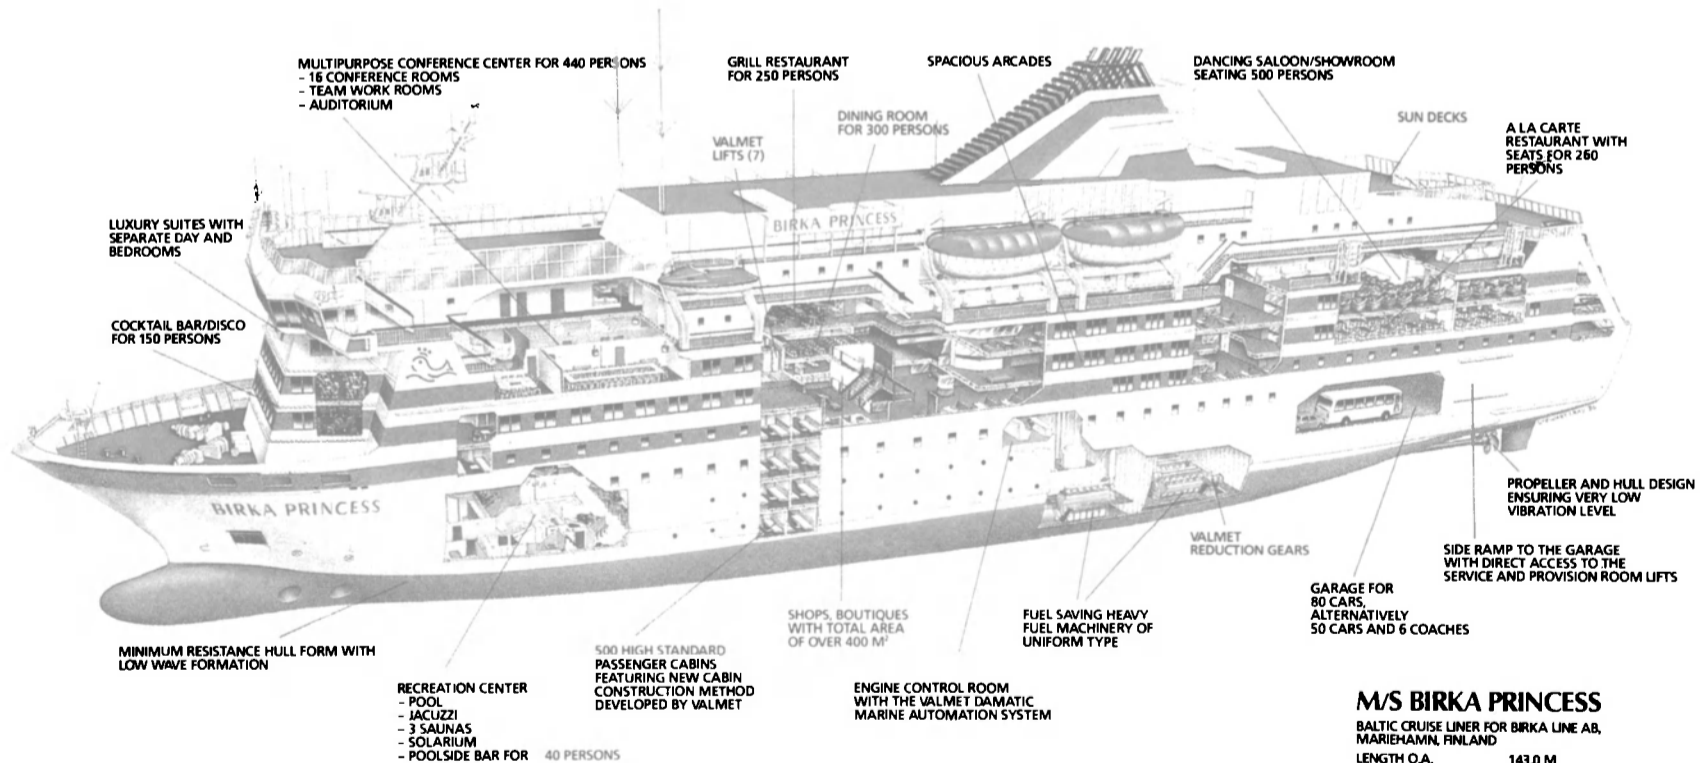 MULTIPURPOSE CONFERENCE CENTER FOR 440 PERSONS
- 16 CONFERENCE ROOMS
- TEAM WORK ROOMS
- AUDITORIUM
GRILL RESTAURANT
FOR 250 PERSONS
SPACIOUS ARCADES
DANCING SALOON/SHOWROOM
SEATING 500 PERSONS
DINING ROOM
FOR 300 PERSONS
SUN DECKS
VALMET
LIFTS (7)
A LA CARTE
RESTAURANT WITH
SEATS FOR 260
PERSONS
LUXURY SUITES WITH
SEPARATE DAY AND
BEDROOMS
BIRKA PRINCESS
COCKTAIL BAR/DISCO
FOR 150 PERSONS
BIRKA PRINCESS
PROPELLER AND HULL DESIGN
ENSURING VERY LOW
VIBRATION LEVEL
VALMET
REDUCTION GEARS
SIDE RAMP TO THE GARAGE
WITH DIRECT ACCESS TO THE
SERVICE AND PROVISION ROOM LIFTS
GARAGE FOR
80 CARS,
ALTERNATIVELY
50 CARS AND 6 COACHES
MINIMUM RESISTANCE HULL FORM WITH
LOW WAVE FORMATION
500 HIGH STANDARD
PASSENGER CABINS
FEATURING NEW CABIN
CONSTRUCTION METHOD
DEVELOPED BY VALMET
SHOPS, BOUTIQUES
WITH TOTAL AREA
OF OVER 400 M²
FUEL SAVING HEAVY
FUEL MACHINERY OF
UNIFORM TYPE
RECREATION CENTER
- POOL
- JACUZZI
- 3 SAUNAS
- SOLARIUM
- POOLSIDE BAR FOR 40 PERSONS
ENGINE CONTROL ROOM
WITH THE VALMET DAMATIC
MARINE AUTOMATION SYSTEM
M/S BIRKA PRINCESS
BALTIC CRUISE LINER FOR BIRKA LINE AB,
MARIEHAMN, FINLAND
LENGTH O.A. 143.0 M